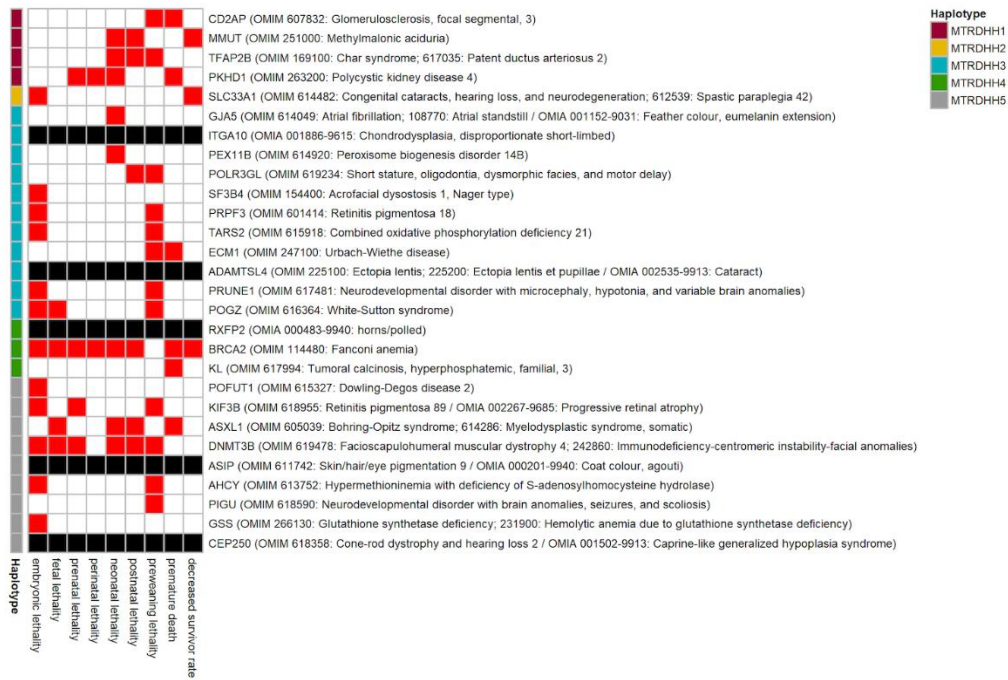 CD2AP (OMIM 607832: Glomerulosclerosis, focal segmental, 3)
MMUT (OMIM 251000: Methylmalonic aciduria)
TFAP2B (OMIM 169100: Char syndrome; 617035: Patent ductus arteriosus 2)
PKHD1 (OMIM 263200: Polycystic kidney disease 4)
SLC33A1 (OMIM 614482: Congenital cataracts, hearing loss, and neurodegeneration; 612539: Spastic paraplegia 42)
GJA5 (OMIM 614049: Atrial fibrillation; 108770: Atrial standstill / OMIA 001152-9031: Feather colour, eumelanin extension)
ITGA10 (OMIA 001886-9615: Chondrodysplasia, disproportionate short-limbed)
PEX11B (OMIM 614920: Peroxisome biogenesis disorder 14B)
POLR3GL (OMIM 619234: Short stature, oligodontia, dysmorphic facies, and motor delay)
SF3B4 (OMIM 154400: Acrofacial dysostosis 1, Nager type)
PRPF3 (OMIM 601414: Retinitis pigmentosa 18)
TARS2 (OMIM 615918: Combined oxidative phosphorylation deficiency 21)
ECM1 (OMIM 247100: Urbach-Wiethe disease)
ADAMTSL4 (OMIM 225100: Ectopia lentis; 225200: Ectopia lentis et pupillae / OMIA 002535-9913: Cataract)
PRUNE1 (OMIM 617481: Neurodevelopmental disorder with microcephaly, hypotonia, and variable brain anomalies)
POGZ (OMIM 616364: White-Sutton syndrome)
RXFP2 (OMIA 000483-9940: horns/polled)
BRCA2 (OMIM 114480: Fanconi anemia)
KL (OMIM 617994: Tumoral calcinosis, hyperphosphatemic, familial, 3)
POFUT1 (OMIM 615327: Dowling-Degos disease 2)
KIF3B (OMIM 618955: Retinitis pigmentosa 89 / OMIA 002267-9685: Progressive retinal atrophy)
ASXL1 (OMIM 605039: Bohring-Opitz syndrome; 614286: Myelodysplastic syndrome, somatic)
DNMT3B (OMIM 619478: Facioscapulohumeral muscular dystrophy 4; 242860: Immunodeficiency-centromeric instability-facial anomalies)
ASIP (OMIM 611742: Skin/hair/eye pigmentation 9 / OMIA 000201-9940: Coat colour, agouti)
AHCY (OMIM 613752: Hypermethioninemia with deficiency of S-adenosylhomocysteine hydrolase)
PIGU (OMIM 618590: Neurodevelopmental disorder with brain anomalies, seizures, and scoliosis)
GSS (OMIM 266130: Glutathione synthetase deficiency; 231900: Hemolytic anemia due to glutathione synthetase deficiency)
CEP250 (OMIM 618358: Cone-rod dystrophy and hearing loss 2 / OMIA 001502-9913: Caprine-like generalized hypoplasia syndrome)
Haplotype
embryonic lethality
fetal lethality
prenatal lethality
perinatal lethality
neonatal lethality
postnatal lethality
preweaning lethality
premature death
decreased survivor rate
Haplotype
MTRDHH1
MTRDHH2
MTRDHH3
MTRDHH4
MTRDHH5